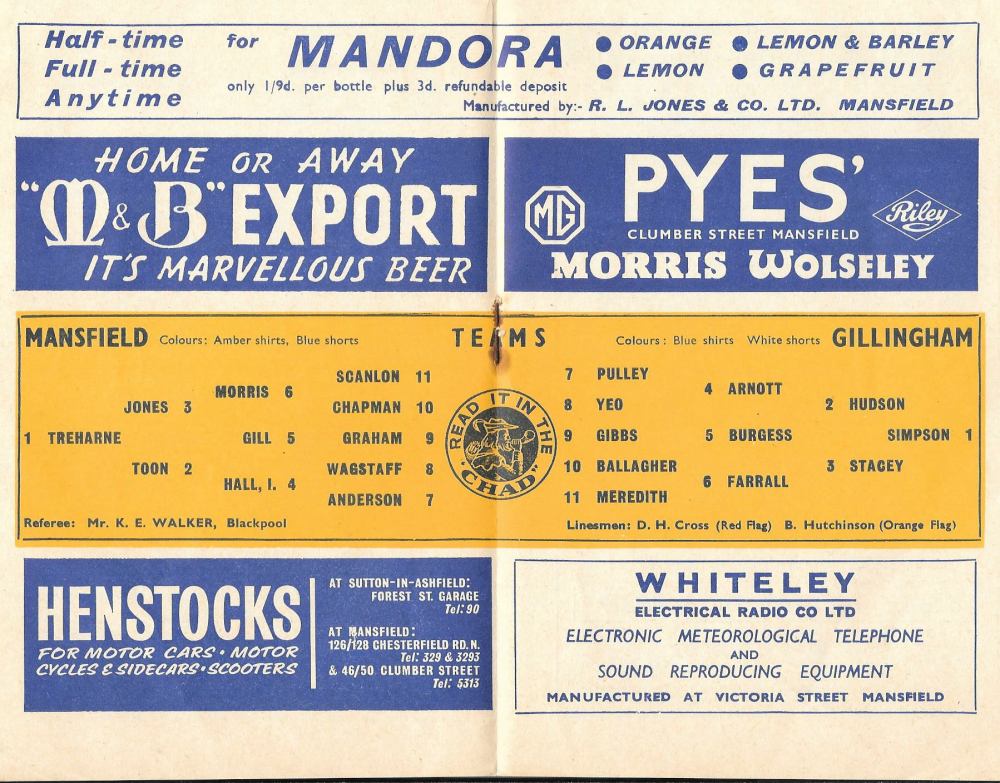 Half-time for MANDORA ● ORANGE ● LEMON & BARLEY
Full-time ● LEMON ● GRAPEFRUIT
Anytime only 1/9d. per bottle plus 3d. refundable deposit
Manufactured by:- R. L. JONES & CO. LTD. MANSFIELD
HOME OR AWAY
"M & B" EXPORT
IT'S MARVELLOUS BEER
PYES'
MG
Riley
CLUMBER STREET MANSFIELD
MORRIS WOLSELEY
MANSFIELD Colours: Amber shirts, Blue shorts TEAMS Colours: Blue shirts White shorts GILLINGHAM
SCANLON 11
MORRIS 6
JONES 3
CHAPMAN 10
1 TREHARNE
GILL 5
GRAHAM 9
TOON 2
WAGSTAFF 8
HALL, I. 4
ANDERSON 7
READ IT IN THE "CHAD"
7 PULLEY
4 ARNOTT
8 YEO
2 HUDSON
9 GIBBS
5 BURGESS
SIMPSON 1
10 BALLAGHER
3 STACEY
6 FARRALL
11 MEREDITH
Referee: Mr. K. E. WALKER, Blackpool
Linesmen: D. H. Cross (Red Flag) B. Hutchinson (Orange Flag)
HENSTOCKS
FOR MOTOR CARS · MOTOR
CYCLES & SIDECARS · SCOOTERS
AT SUTTON-IN-ASHFIELD:
FOREST ST. GARAGE
Tel: 90
AT MANSFIELD:
126/128 CHESTERFIELD RD. N.
Tel: 329 & 3293
& 46/50 CLUMBER STREET
Tel: 5313
WHITELEY
ELECTRICAL RADIO CO LTD
ELECTRONIC METEOROLOGICAL TELEPHONE
AND
SOUND REPRODUCING EQUIPMENT
MANUFACTURED AT VICTORIA STREET MANSFIELD